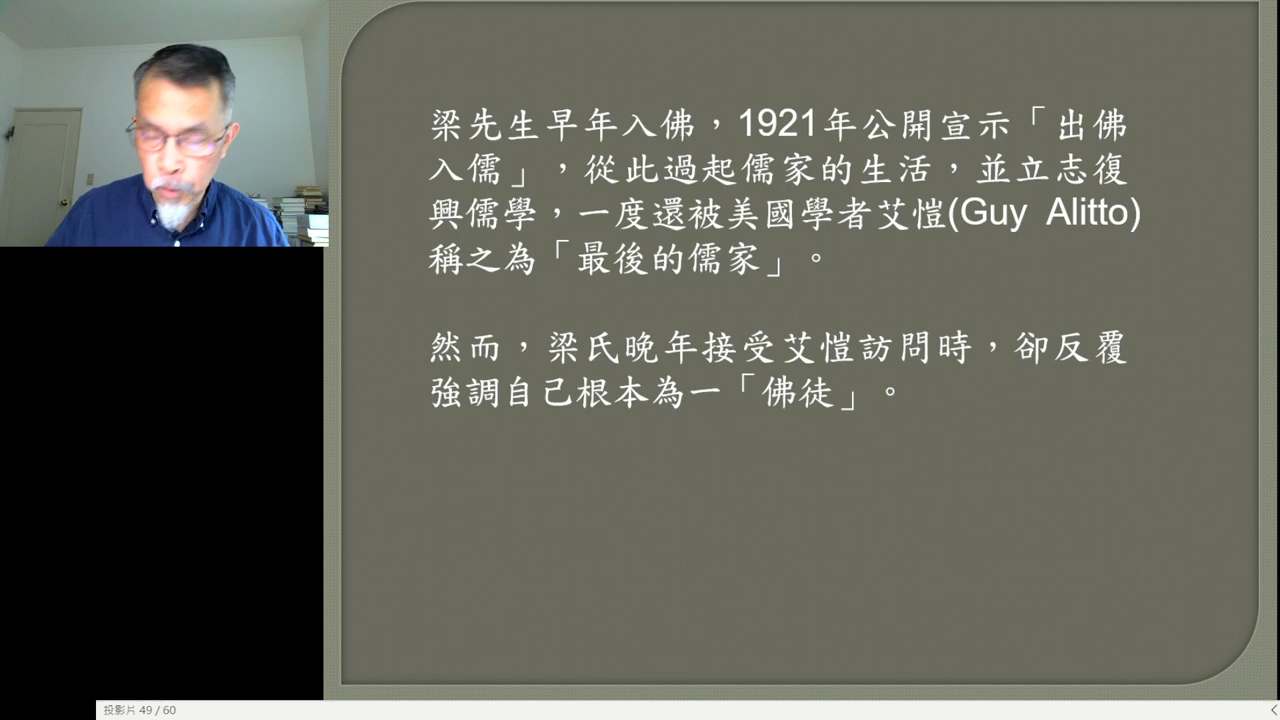 梁先生早年入佛，1921年公開宣示「出佛
入儒」，從此過起儒家的生活，並立志復
興儒學，一度還被美國學者艾愷(Guy Alitto)
稱之為「最後的儒家」。
然而，梁氏晚年接受艾愷訪問時，卻反覆
強調自己根本為一「佛徒」。
投影片 49 / 60